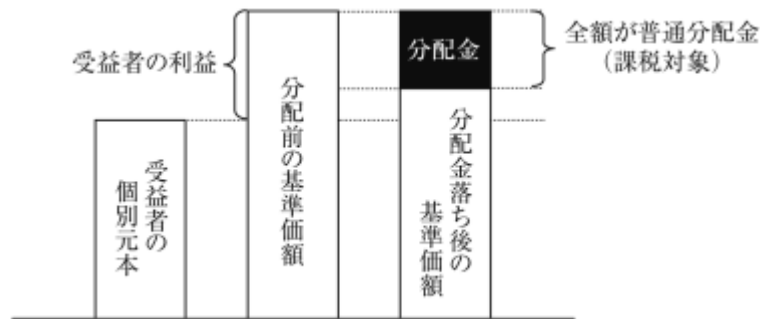 受益者の利益
受益者の
個別元本
分配前の基準価額
分配金
分配金落ち後の
基準価額
全額が普通分配金
（課税対象）